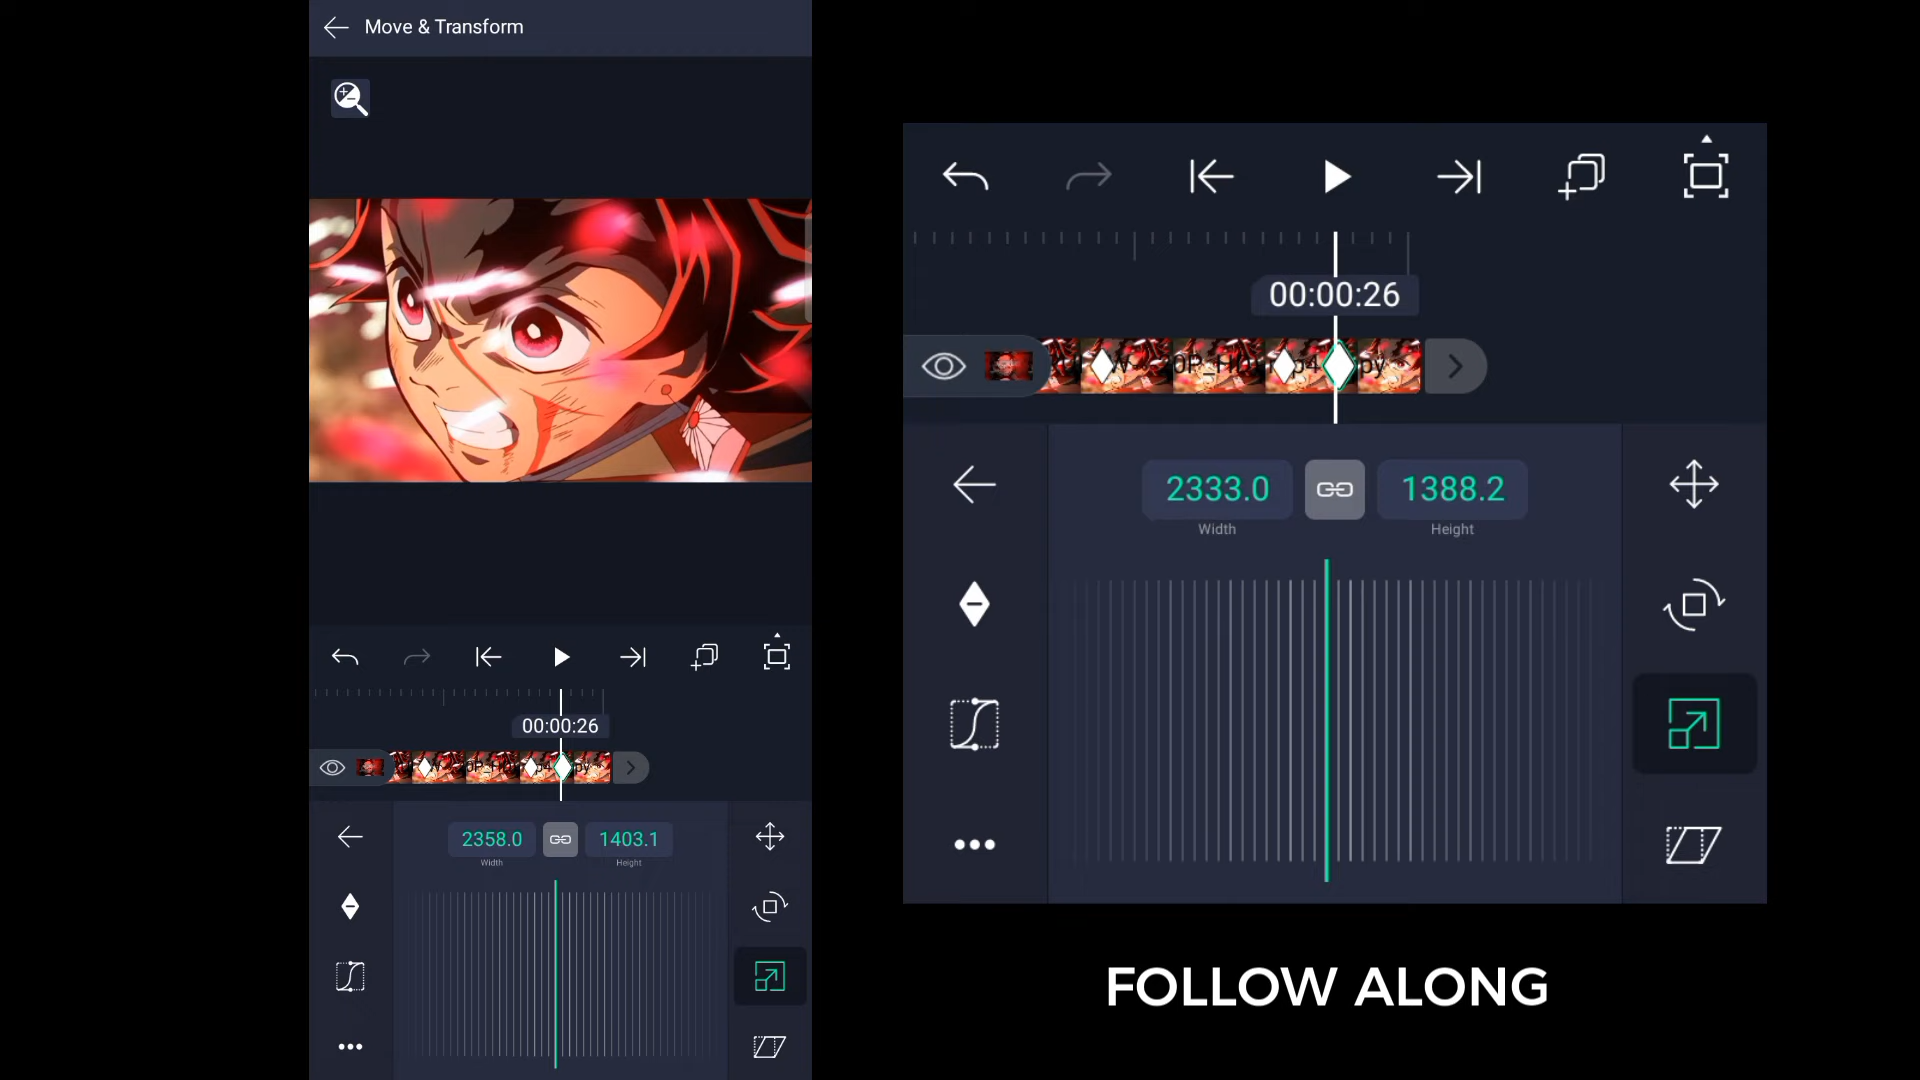 Move & Transform
00:00:26
2358.0
1403.1
Width
Height
00:00:26
2333.0
1388.2
Width
Height
FOLLOW ALONG